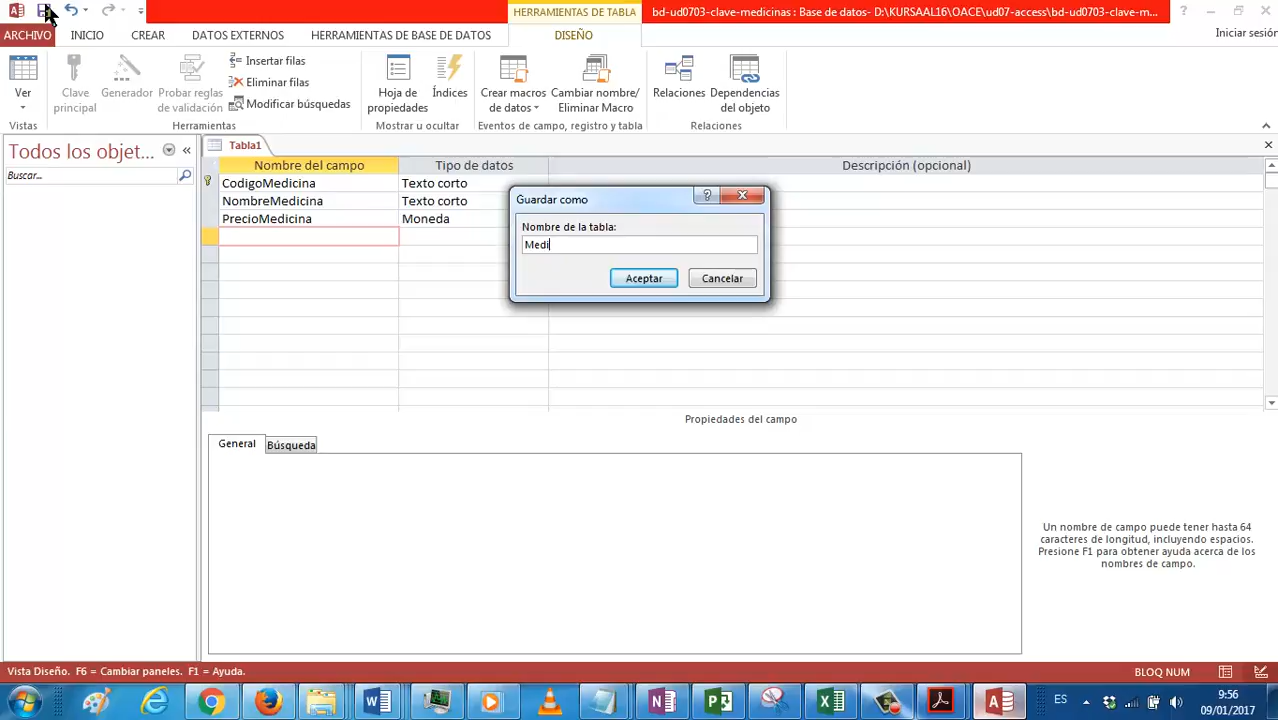 HERRAMIENTAS DE TABLA
bd-ud0703-clave-medicinas : Base de datos- D:\KURSAAL16\OACE\ud07-access\bd-ud0703-clave-m...
ARCHIVO INICIO CREAR DATOS EXTERNOS HERRAMIENTAS DE BASE DE DATOS DISEÑO Iniciar sesión
Ver
Clave principal
Generador
Probar reglas de validación
Insertar filas
Eliminar filas
Modificar búsquedas
Hoja de propiedades
Índices
Crear macros de datos
Cambiar nombre/ Eliminar Macro
Relaciones
Dependencias del objeto
Vistas Herramientas Mostrar u ocultar Eventos de campo, registro y tabla Relaciones
Todos los objet...
Buscar...
Tabla1
Nombre del campo Tipo de datos Descripción (opcional)
CodigoMedicina Texto corto
NombreMedicina Texto corto
PrecioMedicina Moneda
Guardar como
Nombre de la tabla:
Medi
Aceptar Cancelar
Propiedades del campo
General Búsqueda
Un nombre de campo puede tener hasta 64
caracteres de longitud, incluyendo espacios.
Presione F1 para obtener ayuda acerca de los
nombres de campo.
Vista Diseño. F6 = Cambiar paneles. F1 = Ayuda. BLOQ NUM
ES
9:56
09/01/2017